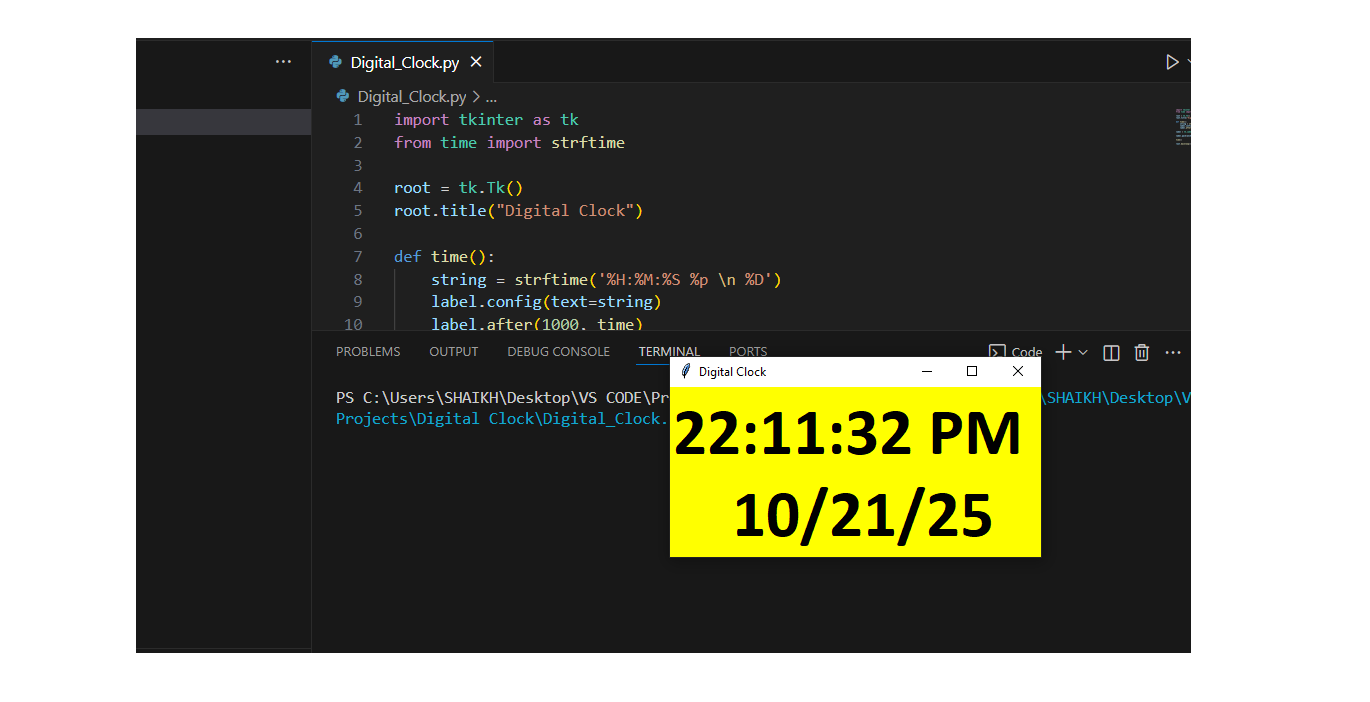 Digital_Clock.py
Digital_Clock.py > ...
1 import tkinter as tk
2 from time import strftime
3
4 root = tk.Tk()
5 root.title("Digital Clock")
6
7 def time():
8 string = strftime('%H:%M:%S %p \n %D')
9 label.config(text=string)
10 label.after(1000, time)
PROBLEMS OUTPUT DEBUG CONSOLE TERMINAL PORTS Code
Digital Clock
PS C:\Users\SHAIKH\Desktop\VS CODE\Pr \SHAIKH\Desktop\V
Projects\Digital Clock\Digital_Clock.
22:11:32 PM
10/21/25